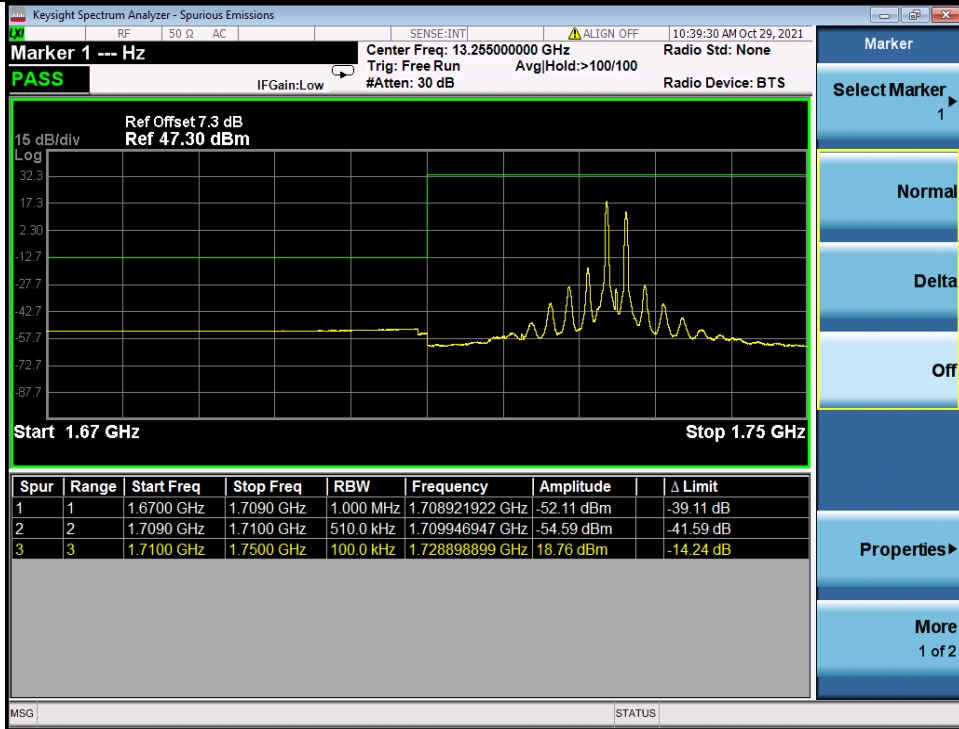 Keysight Spectrum Analyzer - Spurious Emissions
LXI RF 50 Ω AC SENSE:INT ALIGN OFF 10:39:30 AM Oct 29, 2021
Marker 1 --- Hz Center Freq: 13.255000000 GHz Radio Std: None
Trig: Free Run Avg|Hold:>100/100
PASS IFGain:Low #Atten: 30 dB Radio Device: BTS
Ref Offset 7.3 dB
15 dB/div Ref 47.30 dBm
Log
32.3
17.3
2.30
-12.7
-27.7
-42.7
-57.7
-72.7
-87.7
Start 1.67 GHz Stop 1.75 GHz
Spur Range Start Freq Stop Freq RBW Frequency Amplitude Δ Limit
1 1 1.6700 GHz 1.7090 GHz 1.000 MHz 1.708921922 GHz -52.11 dBm -39.11 dB
2 2 1.7090 GHz 1.7100 GHz 510.0 kHz 1.709946947 GHz -54.59 dBm -41.59 dB
3 3 1.7100 GHz 1.7500 GHz 100.0 kHz 1.728898899 GHz 18.76 dBm -14.24 dB
MSG STATUS
Marker
Select Marker
1
Normal
Delta
Off
Properties
More
1 of 2